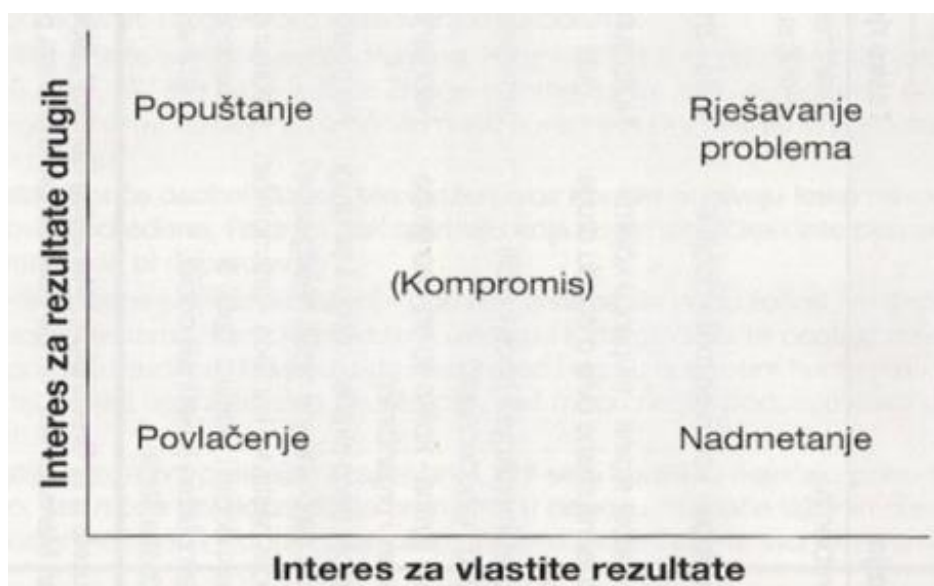 Interes za rezultate drugih
Popuštanje
Rješavanje
problema
(Kompromis)
Povlačenje
Nadmetanje
Interes za vlastite rezultate